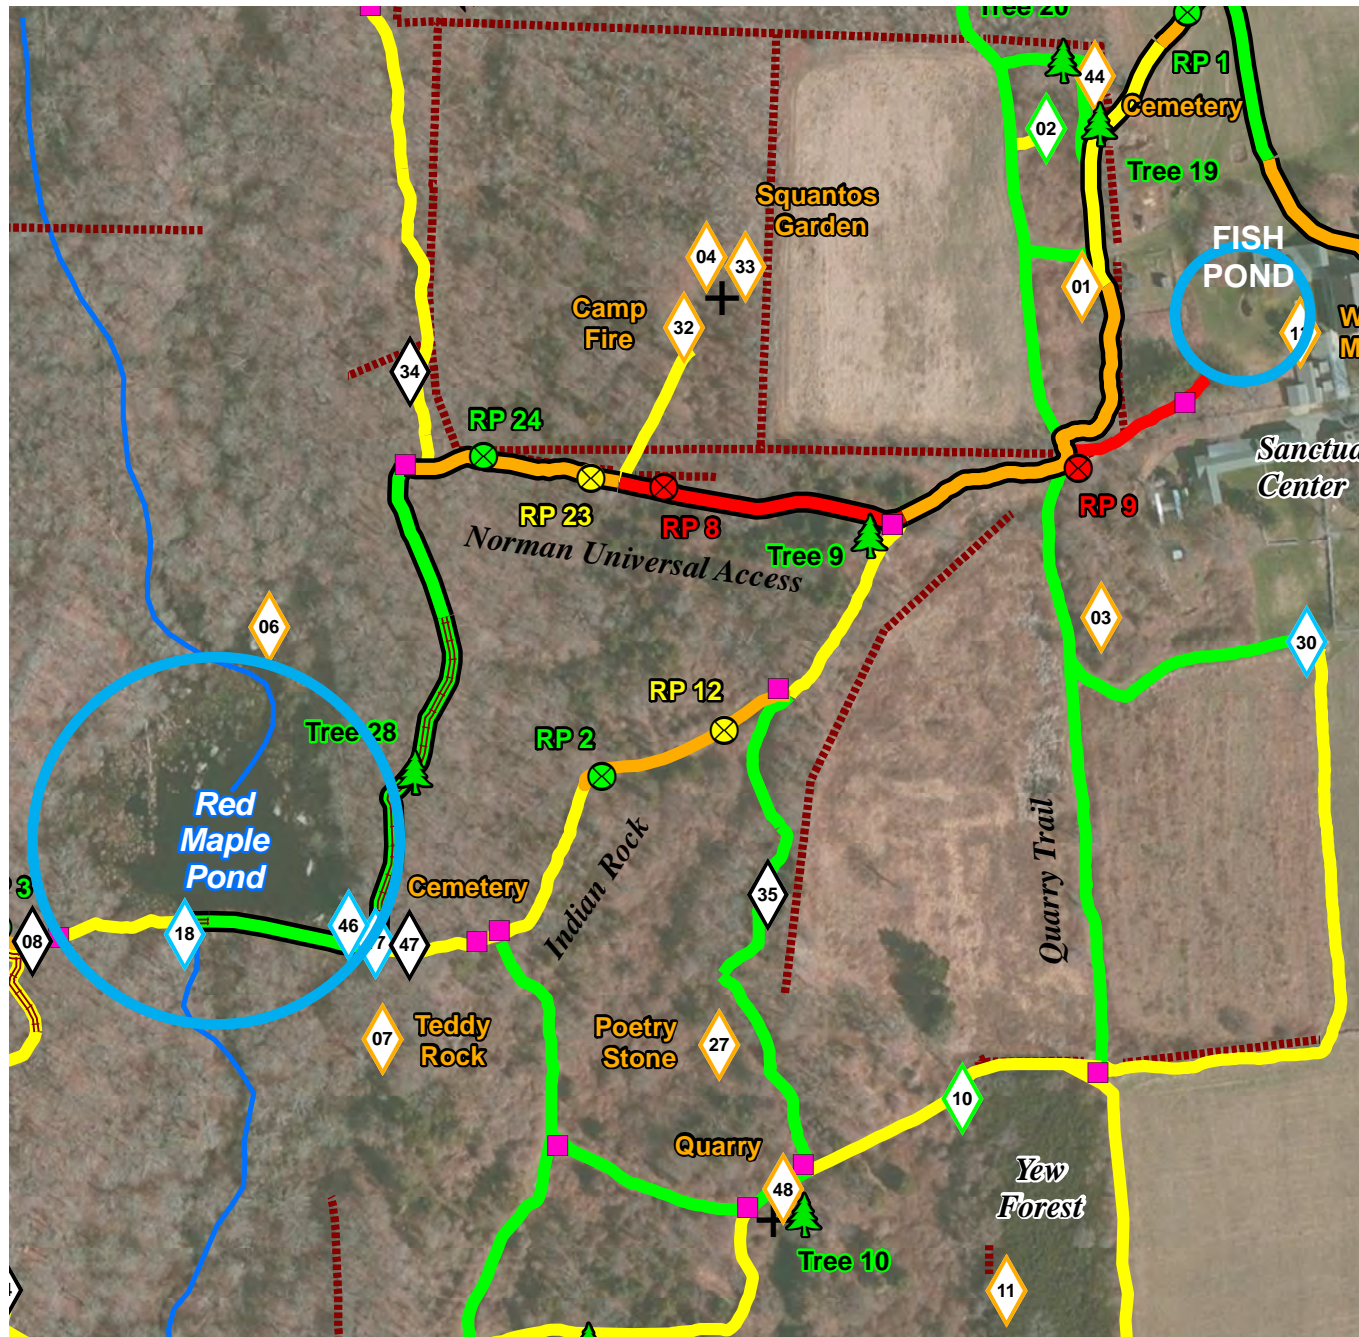 Tree 20
RP 1
44
Cemetery
02
Tree 19
Squantos
Garden
FISH
POND
04
33
01
Camp
Fire
32
34
RP 24
Sanctua
Center
RP 23
RP 8
RP 9
Norman Universal Access
Tree 9
06
03
30
RP 12
Tree 28
RP 2
Red
Maple
Pond
Quarry Trail
Indian Rock
Cemetery
35
3
08
18
46
7
47
07
Teddy
Rock
Poetry
Stone
27
10
Quarry
48
Yew
Forest
Tree 10
11